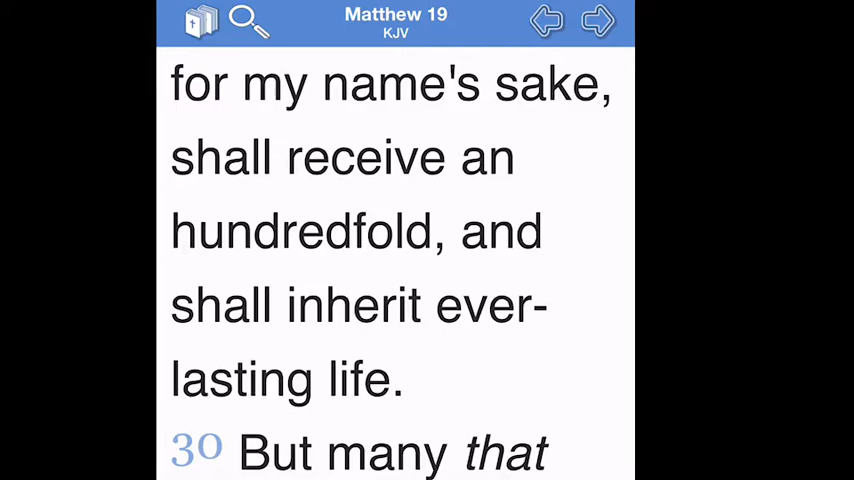 Matthew 19
KJV
for my name's sake,
shall receive an
hundredfold, and
shall inherit ever-
lasting life.
30 But many that